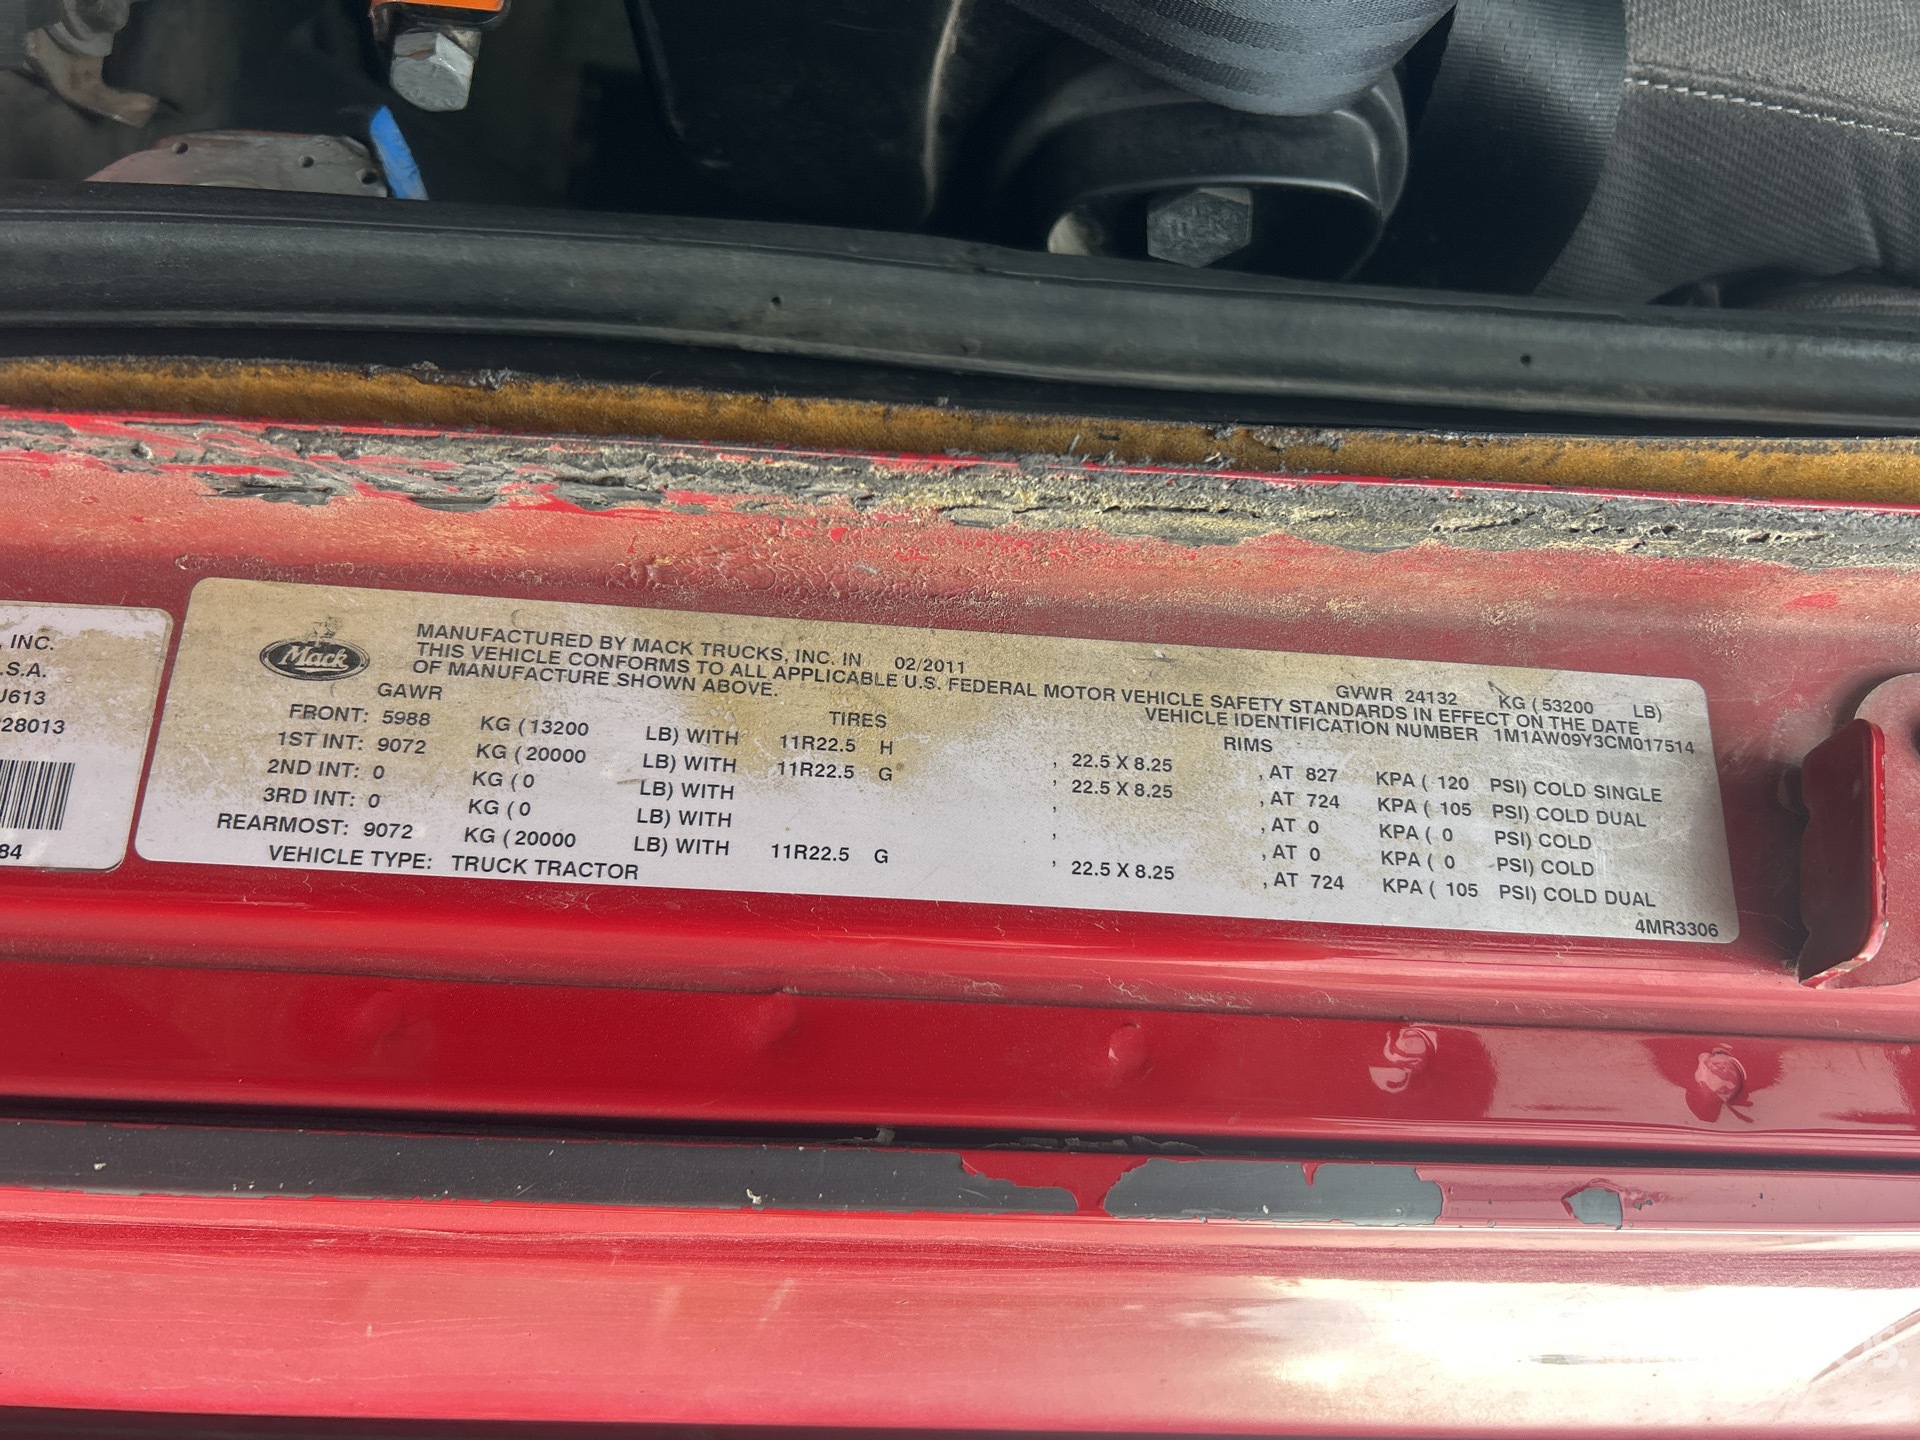 , INC.
.S.A.
U613
28013
84
Mack
MANUFACTURED BY MACK TRUCKS, INC. IN 02/2011
THIS VEHICLE CONFORMS TO ALL APPLICABLE U.S. FEDERAL MOTOR VEHICLE SAFETY STANDARDS IN EFFECT ON THE DATE
OF MANUFACTURE SHOWN ABOVE.
GVWR 24132 KG ( 53200 LB)
VEHICLE IDENTIFICATION NUMBER 1M1AW09Y3CM017514
GAWR TIRES RIMS
FRONT: 5988 KG ( 13200 LB) WITH 11R22.5 H , 22.5 X 8.25 , AT 827 KPA ( 120 PSI) COLD SINGLE
1ST INT: 9072 KG ( 20000 LB) WITH 11R22.5 G , 22.5 X 8.25 , AT 724 KPA ( 105 PSI) COLD DUAL
2ND INT: 0 KG ( 0 LB) WITH , , AT 0 KPA ( 0 PSI) COLD
3RD INT: 0 KG ( 0 LB) WITH , , AT 0 KPA ( 0 PSI) COLD
REARMOST: 9072 KG ( 20000 LB) WITH 11R22.5 G , 22.5 X 8.25 , AT 724 KPA ( 105 PSI) COLD DUAL
VEHICLE TYPE: TRUCK TRACTOR
4MR3306